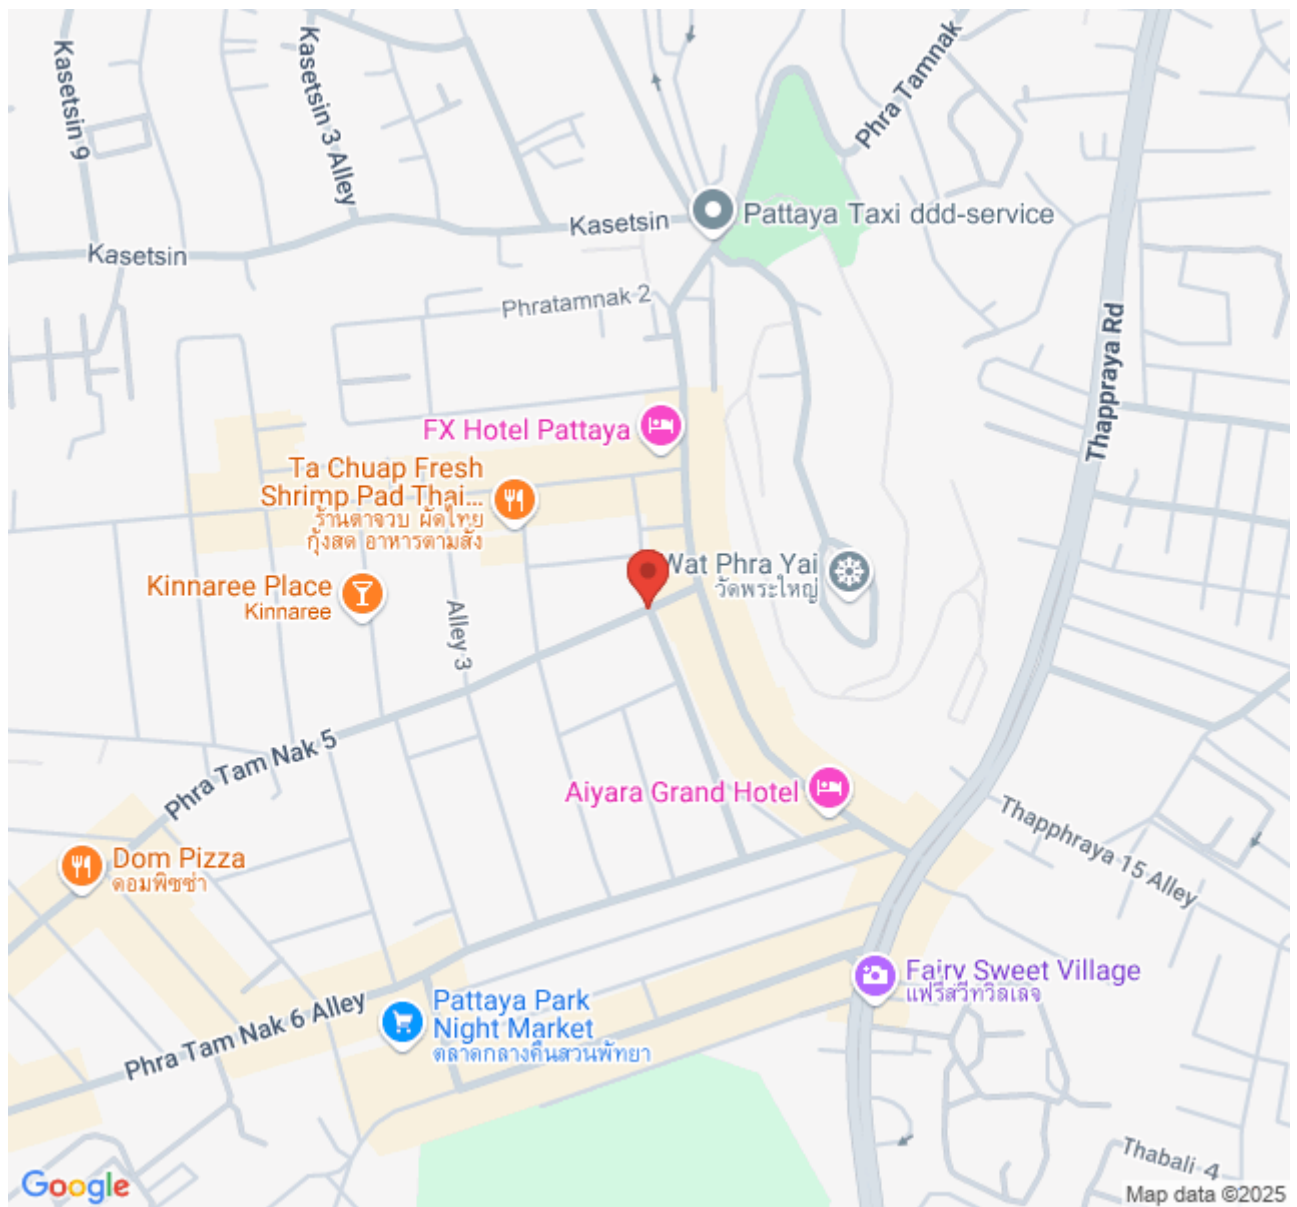 Kasetsin 9
Kasetsin 3 Alley
Phra Tamnak
Kasetsin
Pattaya Taxi ddd-service
Kasetsin
Phratamnak 2
Thappraya Rd
FX Hotel Pattaya
Ta Chuap Fresh
Shrimp Pad Thai...
ร้านตาจวบ ผัดไทย
กุ้งสด อาหารตามสั่ง
Wat Phra Yai
วัดพระใหญ่
Kinnaree Place
Kinnaree
Alley 3
Phra Tam Nak 5
Aiyara Grand Hotel
Thapphraya 15 Alley
Dom Pizza
ดอมพิซซ่า
Fairy Sweet Village
แฟรี่สวีทวิลเลจ
Pattaya Park
Night Market
ตลาดกลางคืนสวนพัทยา
Phra Tam Nak 6 Alley
Thabali 4
Google
Map data ©2025